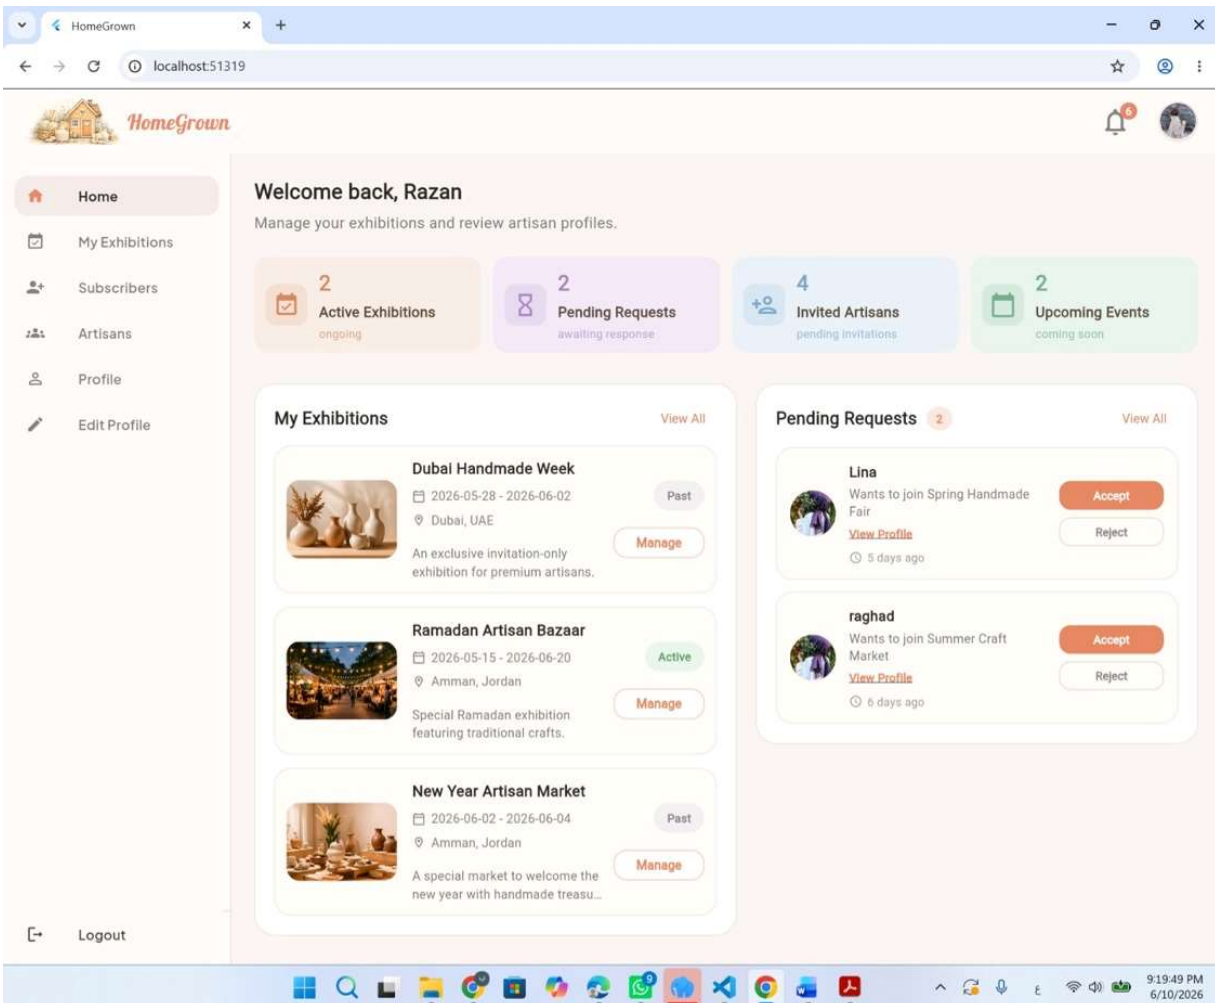 HomeGrown
localhost:51319
HomeGrown
6
Home
My Exhibitions
Subscribers
Artisans
Profile
Edit Profile
Logout
Welcome back, Razan
Manage your exhibitions and review artisan profiles.
2
Active Exhibitions
ongoing
2
Pending Requests
awaiting response
4
Invited Artisans
pending invitations
2
Upcoming Events
coming soon
My Exhibitions
View All
Dubai Handmade Week
2026-05-28 - 2026-06-02
Past
Dubai, UAE
Manage
An exclusive invitation-only
exhibition for premium artisans.
Ramadan Artisan Bazaar
2026-05-15 - 2026-06-20
Active
Amman, Jordan
Manage
Special Ramadan exhibition
featuring traditional crafts.
New Year Artisan Market
2026-06-02 - 2026-06-04
Past
Amman, Jordan
Manage
A special market to welcome the
new year with handmade treasu...
Pending Requests 2
View All
Lina
Wants to join Spring Handmade
Fair
View Profile
5 days ago
Accept
Reject
raghad
Wants to join Summer Craft
Market
View Profile
6 days ago
Accept
Reject
9
ع
9:19:49 PM
6/10/2026